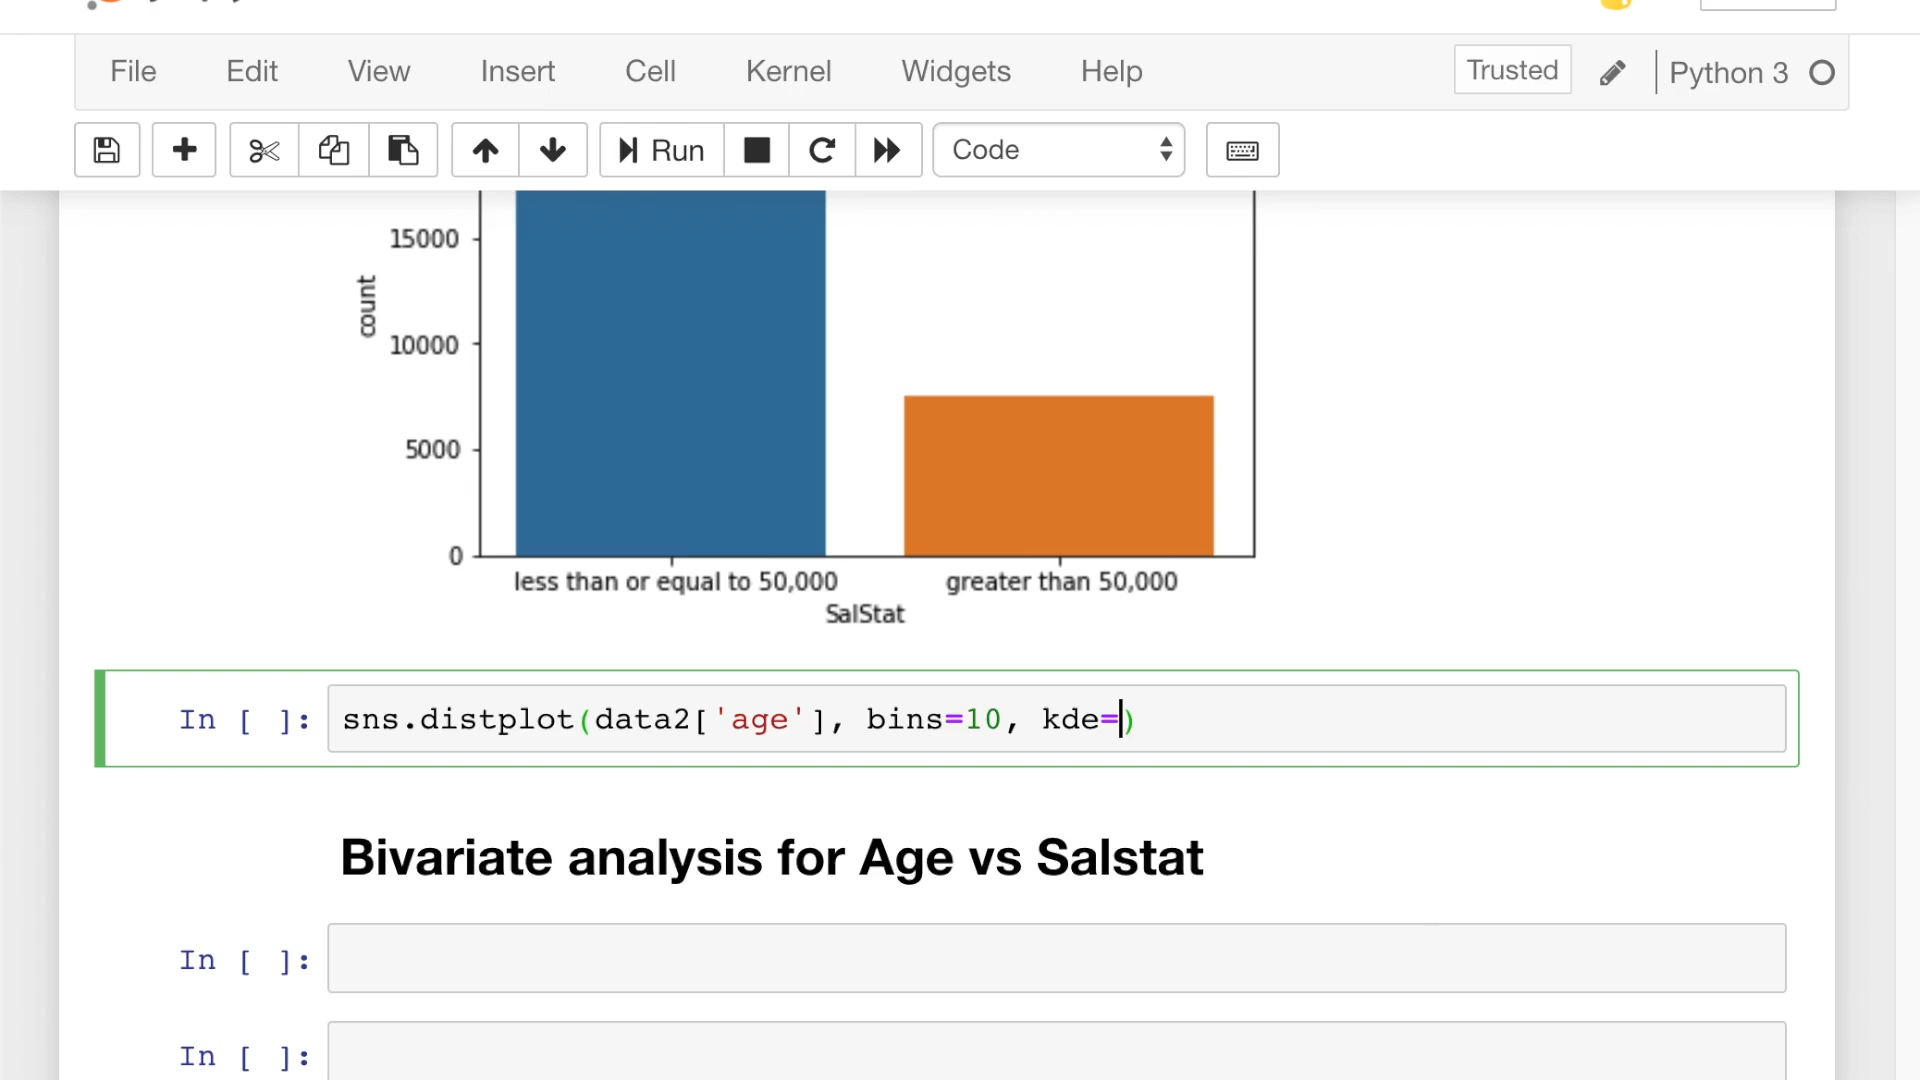 File Edit View Insert Cell Kernel Widgets Help Trusted Python 3
Run Code
15000
count
10000
5000
0
less than or equal to 50,000 greater than 50,000
SalStat
In [ ]: sns.distplot(data2['age'], bins=10, kde=)
Bivariate analysis for Age vs Salstat
In [ ]:
In [ ]: